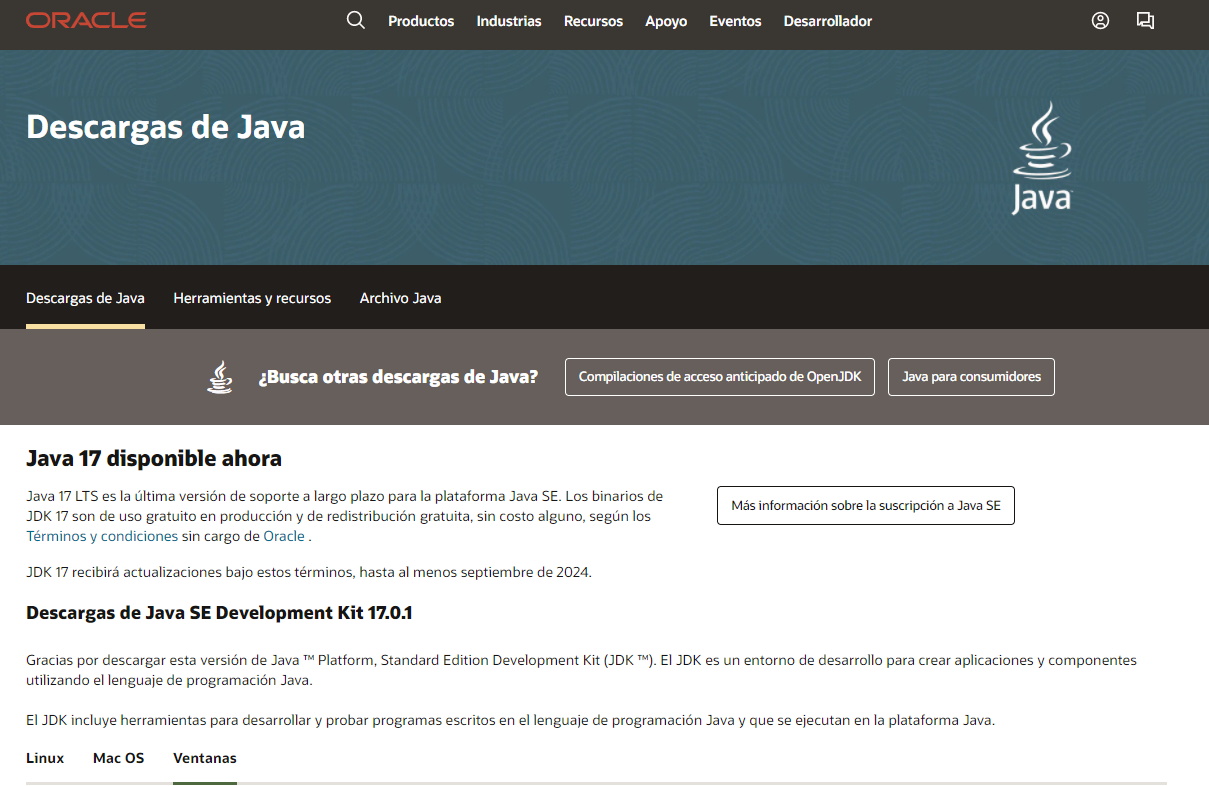 ORACLE
Productos Industrias Recursos Apoyo Eventos Desarrollador
Descargas de Java
Java
Descargas de Java Herramientas y recursos Archivo Java
¿Busca otras descargas de Java? Compilaciones de acceso anticipado de OpenJDK Java para consumidores
Java 17 disponible ahora
Java 17 LTS es la última versión de soporte a largo plazo para la plataforma Java SE. Los binarios de
JDK 17 son de uso gratuito en producción y de redistribución gratuita, sin costo alguno, según los
Términos y condiciones sin cargo de Oracle .
Más información sobre la suscripción a Java SE
JDK 17 recibirá actualizaciones bajo estos términos, hasta al menos septiembre de 2024.
Descargas de Java SE Development Kit 17.0.1
Gracias por descargar esta versión de Java ™ Platform, Standard Edition Development Kit (JDK ™). El JDK es un entorno de desarrollo para crear aplicaciones y componentes
utilizando el lenguaje de programación Java.
El JDK incluye herramientas para desarrollar y probar programas escritos en el lenguaje de programación Java y que se ejecutan en la plataforma Java.
Linux Mac OS Ventanas